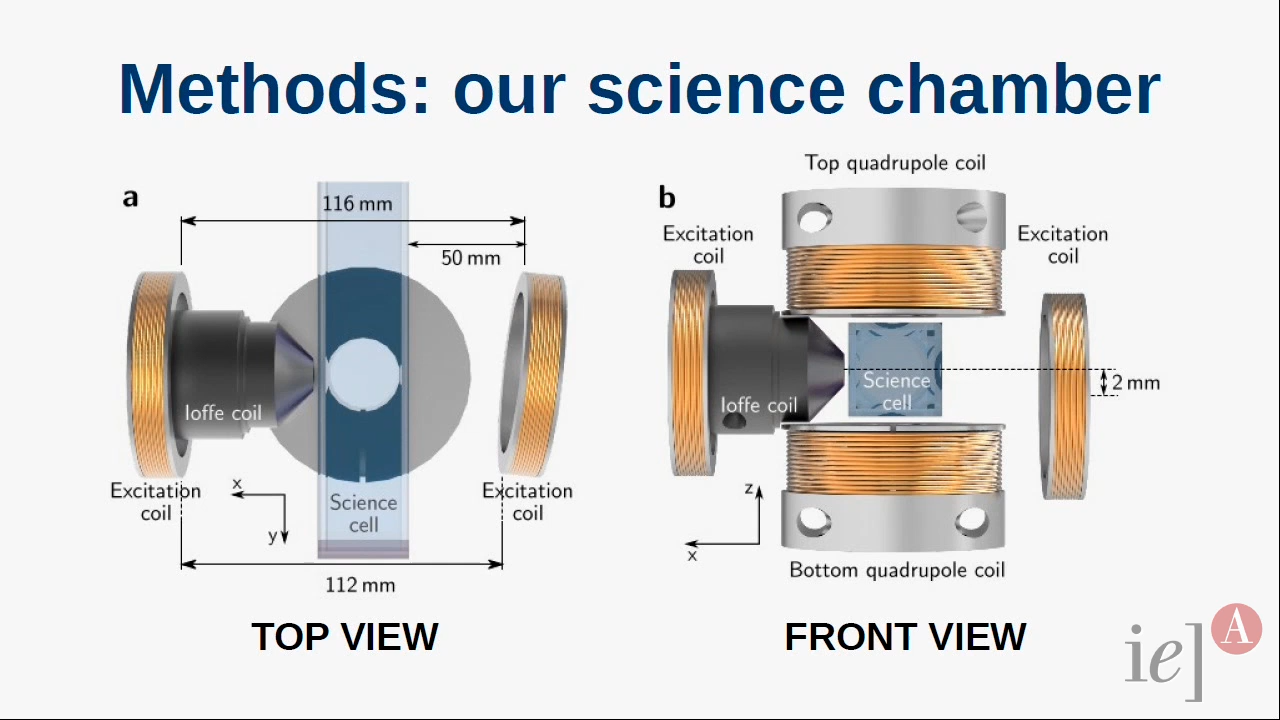 Methods: our science chamber
a
116 mm
50 mm
Ioffe coil
Excitation
coil
x
y
Science
cell
Excitation
coil
112 mm
TOP VIEW
b
Top quadrupole coil
Excitation
coil
Excitation
coil
Science
cell
Ioffe coil
2 mm
z
x
Bottom quadrupole coil
FRONT VIEW
ie] A